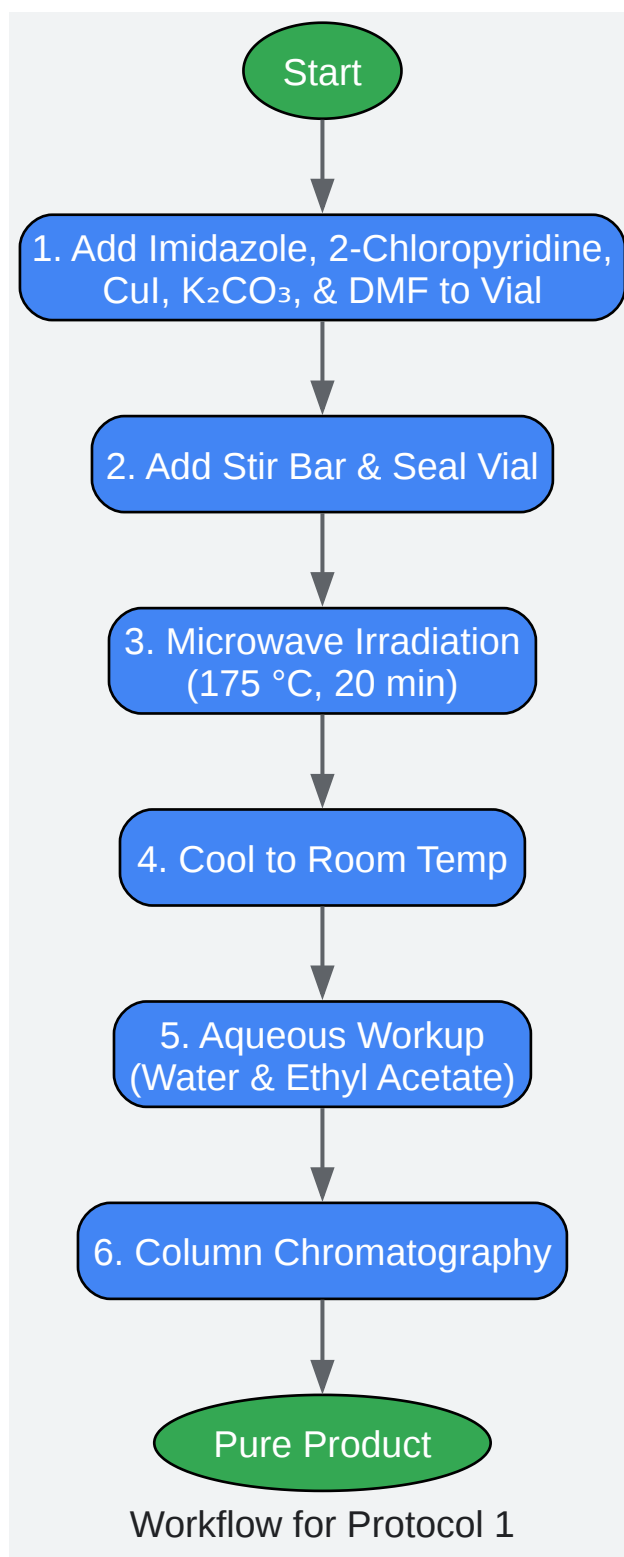 Start
1. Add Imidazole, 2-Chloropyridine,
CuI, K₂CO₃, & DMF to Vial
2. Add Stir Bar & Seal Vial
3. Microwave Irradiation
(175 °C, 20 min)
4. Cool to Room Temp
5. Aqueous Workup
(Water & Ethyl Acetate)
6. Column Chromatography
Pure Product
Workflow for Protocol 1